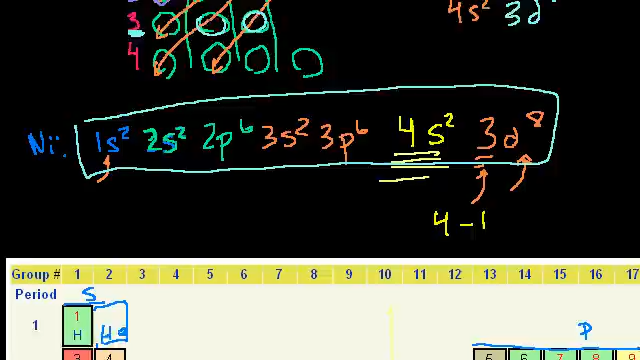 4s² 3d
3
4
Ni: 1s² 2s² 2p⁶ 3s² 3p⁶ 4s² 3d⁸
4 - 1
Group # 1 2 3 4 5 6 7 8 9 10 11 12 13 14 15 16 17
Period S
1 1 H He P
3 4 5 6 7 8 9